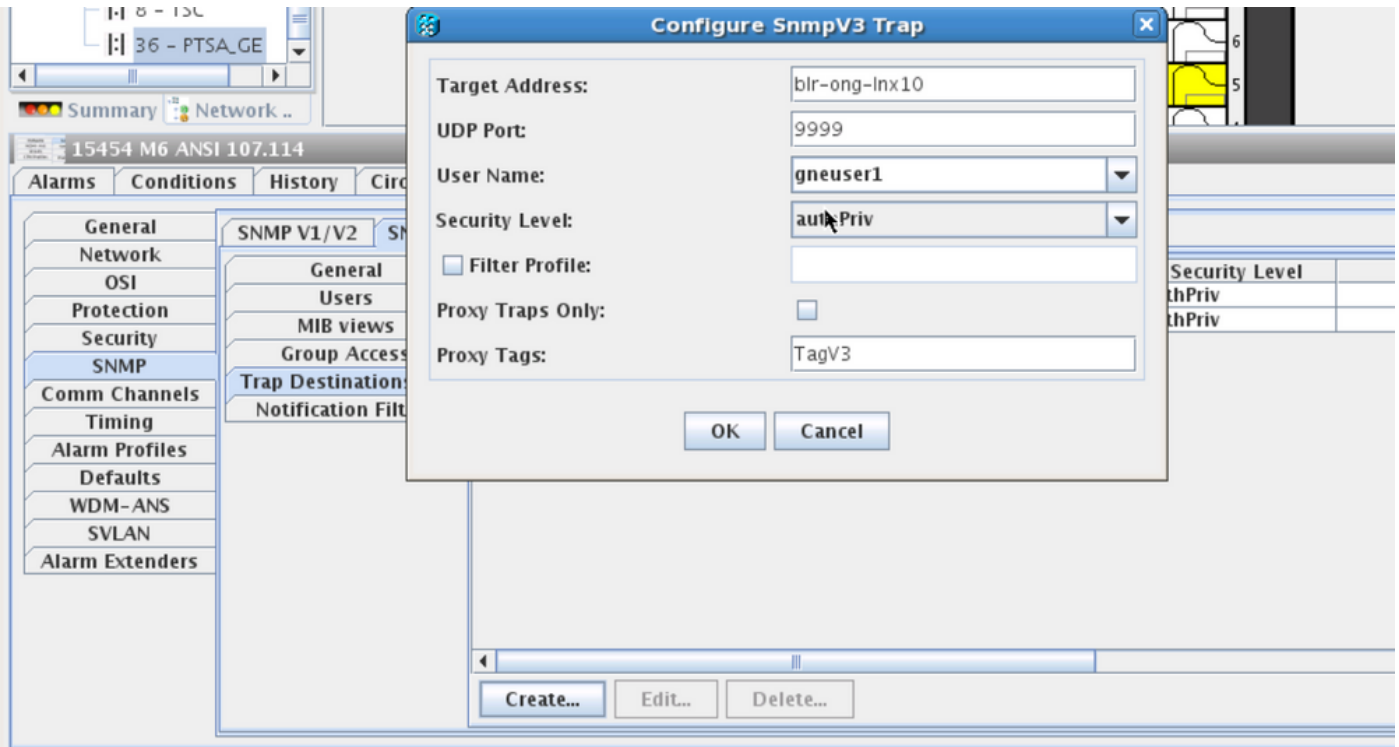 8 - TSC
36 - PTSA_GE
Summary
Network ..
15454 M6 ANSI 107.114
Alarms
Conditions
History
Circ
General
Network
OSI
Protection
Security
SNMP
Comm Channels
Timing
Alarm Profiles
Defaults
WDM-ANS
SVLAN
Alarm Extenders
SNMP V1/V2
SN
General
Users
MIB views
Group Access
Trap Destinations
Notification Filt
Configure SnmpV3 Trap
Target Address: blr-ong-lnx10
UDP Port: 9999
User Name: gneuser1
Security Level: authPriv
Filter Profile:
Proxy Traps Only:
Proxy Tags: TagV3
OK
Cancel
6
5
Security Level
thPriv
thPriv
Create...
Edit...
Delete...